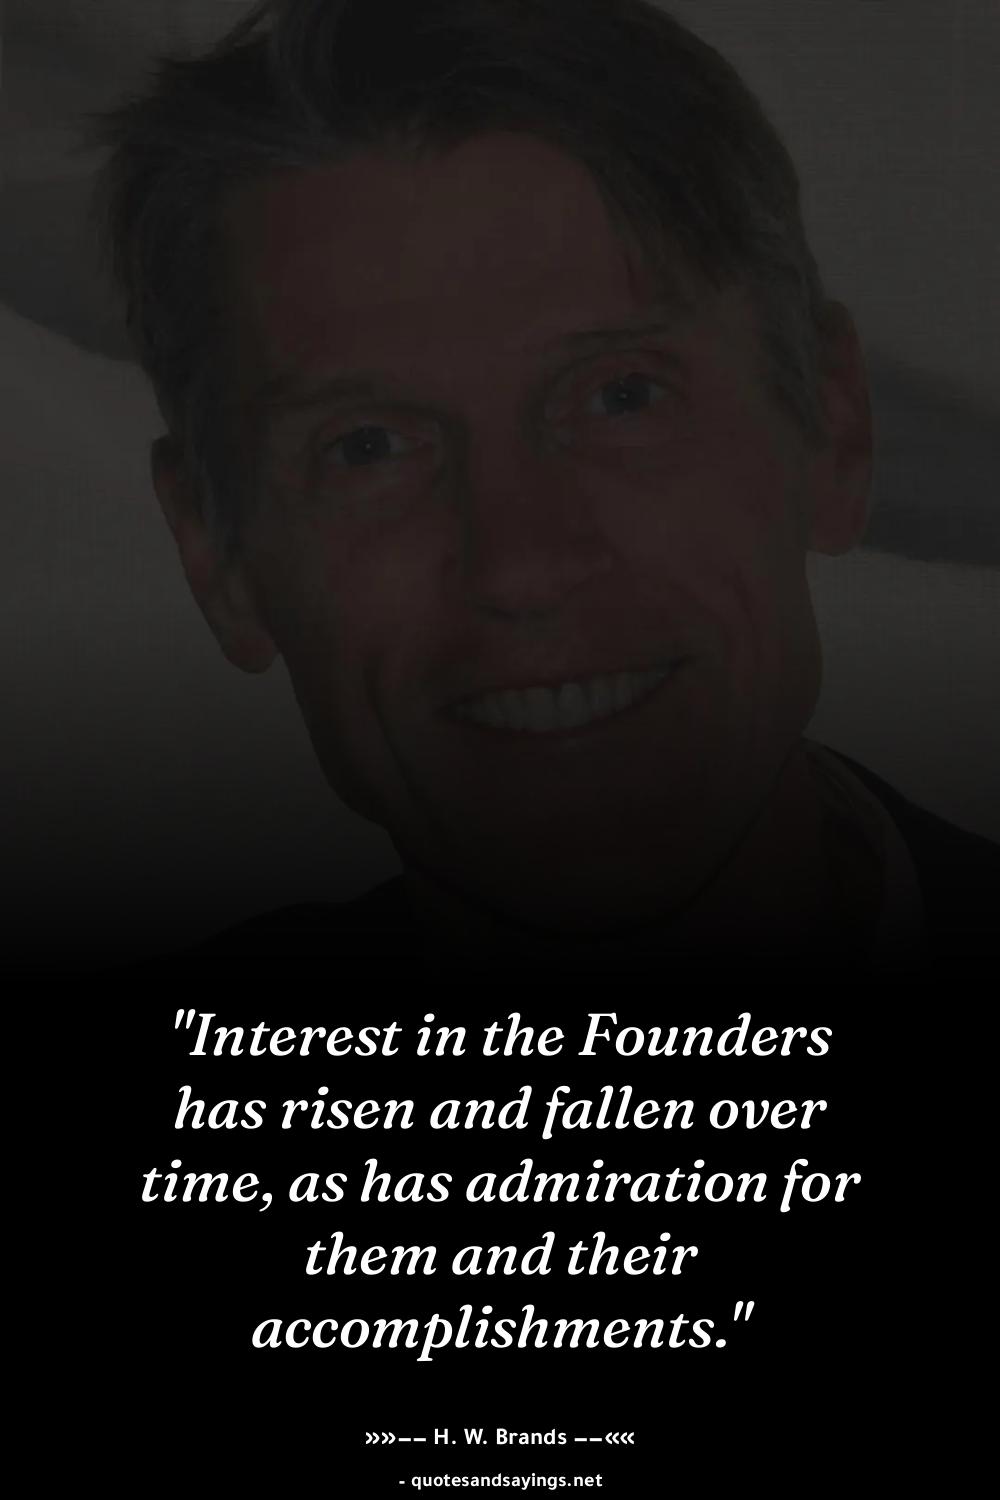 "Interest in the Founders
has risen and fallen over
time, as has admiration for
them and their
accomplishments."
»»—— H. W. Brands ——««
- quotesandsayings.net